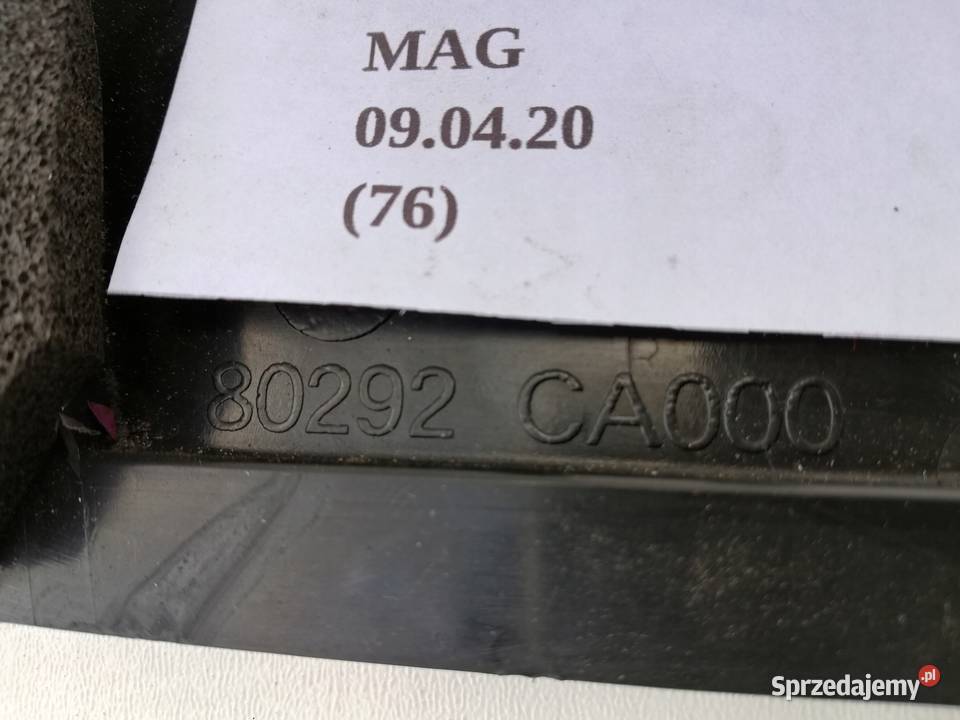 MAG
09.04.20
(76)
80292 CA000
Sprzedajemy.pl